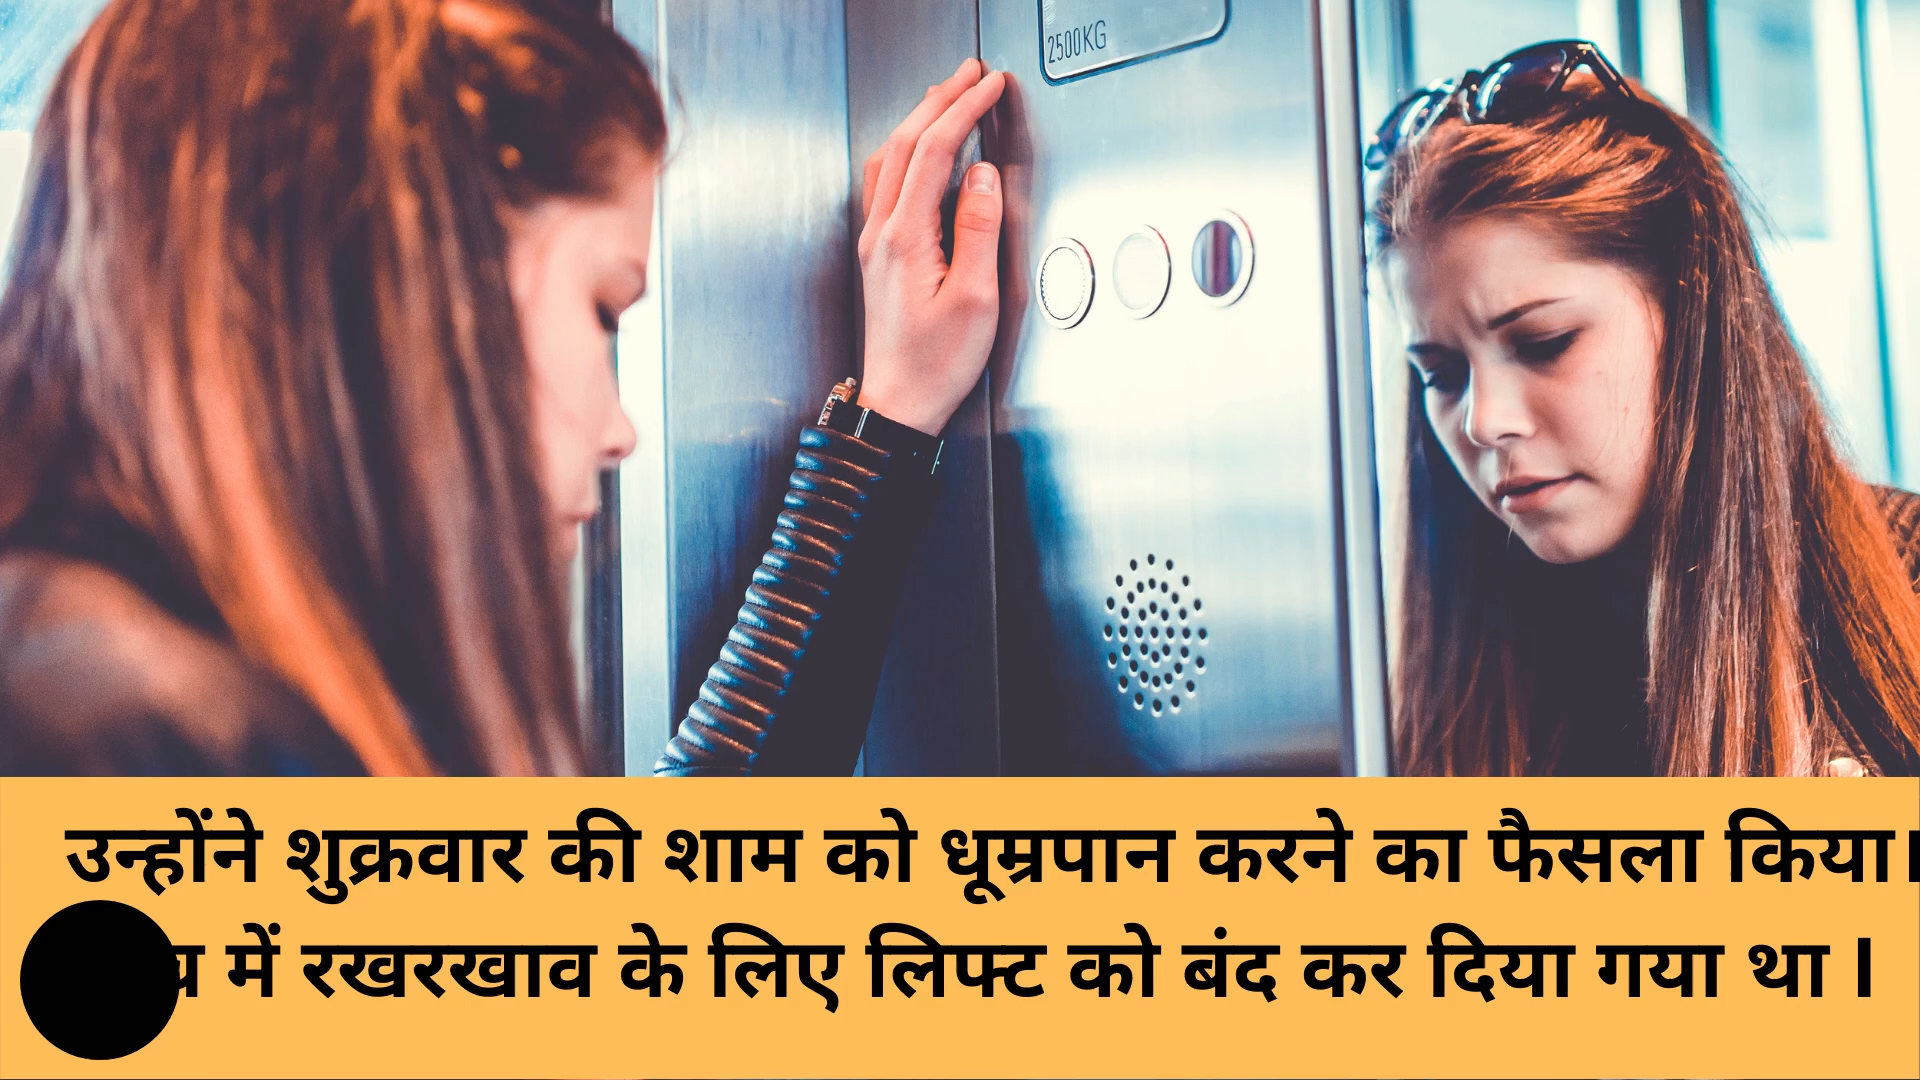 2500KG
उन्होंने शुक्रवार की शाम को धूम्रपान करने का फैसला किया।
में रखरखाव के लिए लिफ्ट को बंद कर दिया गया था l